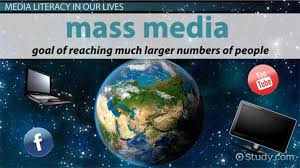 MEDIA LITERACY IN OUR LIVES
mass media
goal of reaching much larger numbers of people
You
Tube
f
Study.com